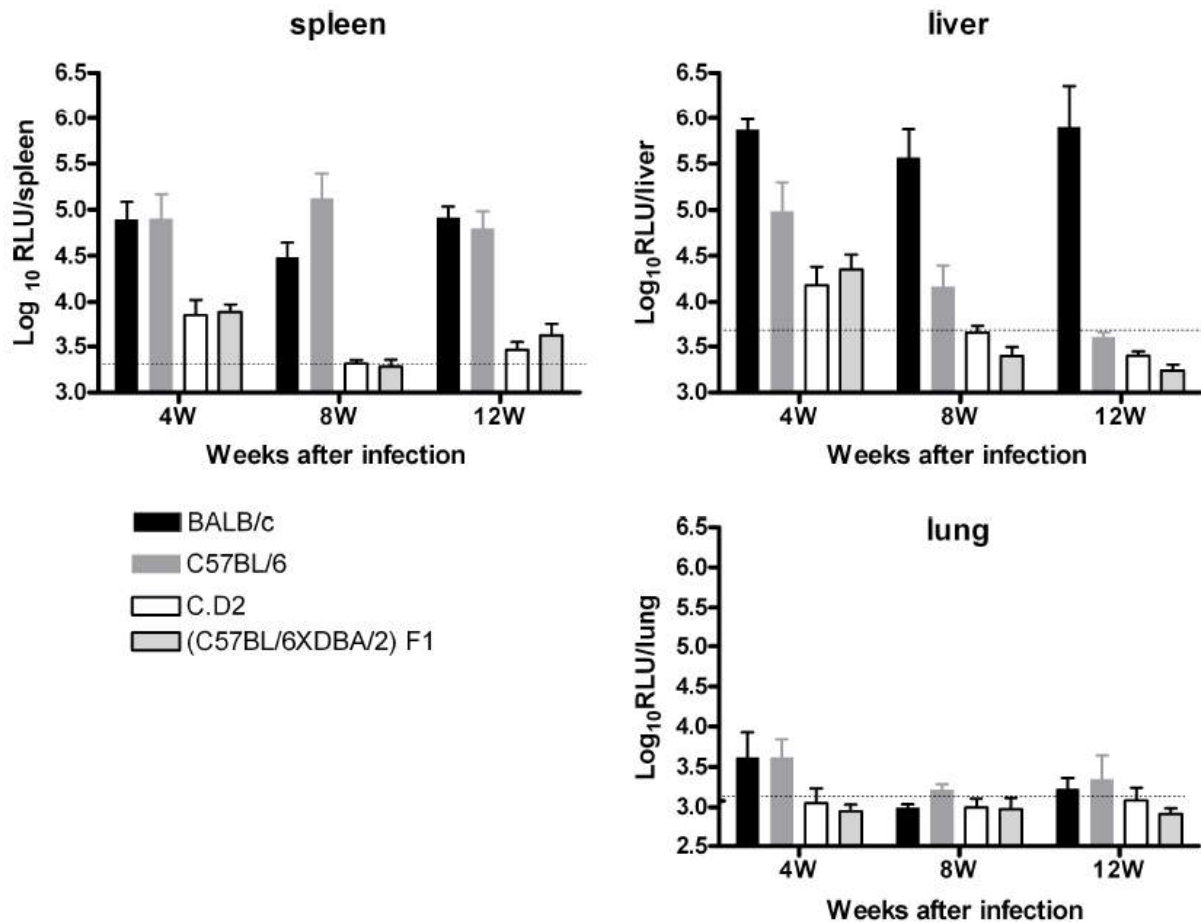 spleen
Log 10 RLU/spleen
6.5
6.0
5.5
5.0
4.5
4.0
3.5
3.0
4W 8W 12W
Weeks after infection
liver
Log10RLU/liver
6.5
6.0
5.5
5.0
4.5
4.0
3.5
3.0
4W 8W 12W
Weeks after infection
BALB/c
C57BL/6
C.D2
(C57BL/6XDBA/2) F1
lung
Log10RLU/lung
6.5
6.0
5.5
5.0
4.5
4.0
3.5
3.0
2.5
4W 8W 12W
Weeks after infection